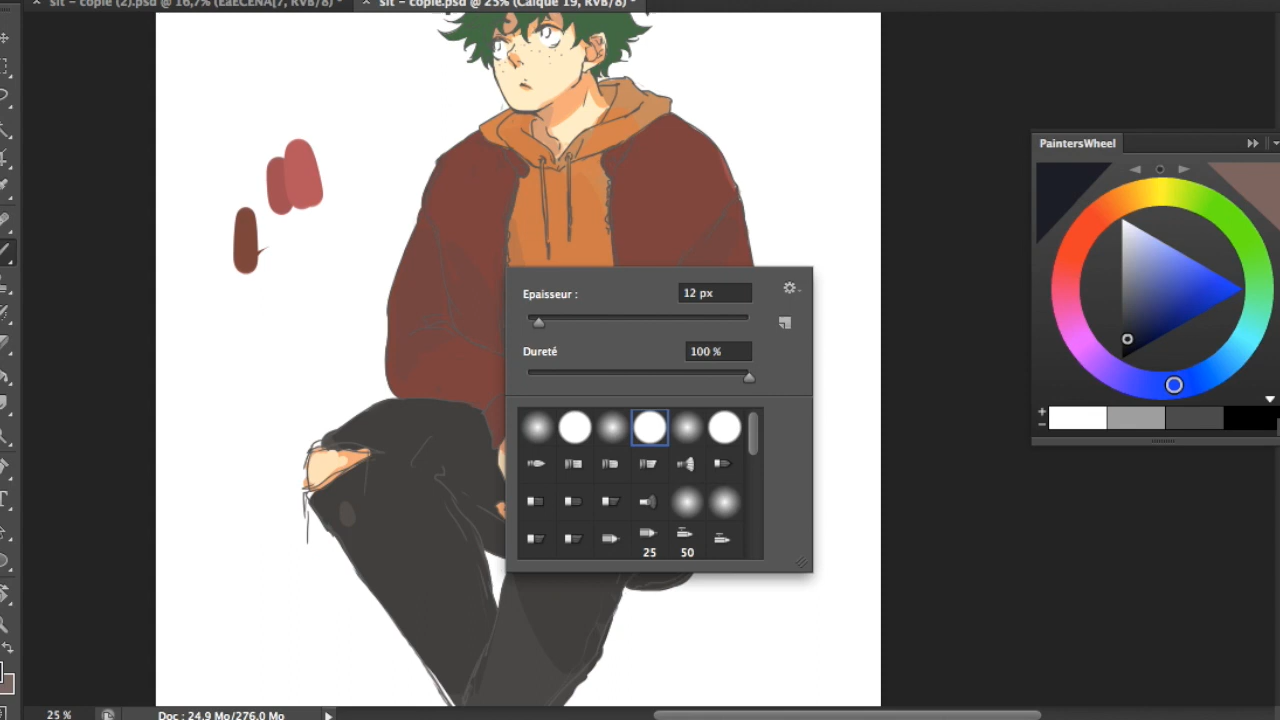 sit - copie (2).psd @ 16,7% (EaECENA[7, RVB/8) *
sit - copie.psd @ 25% (Calque 19, RVB/8) *
PaintersWheel
Epaisseur :
12 px
Dureté
100 %
25
50
25 %
Doc : 24,9 Mo/276,0 Mo